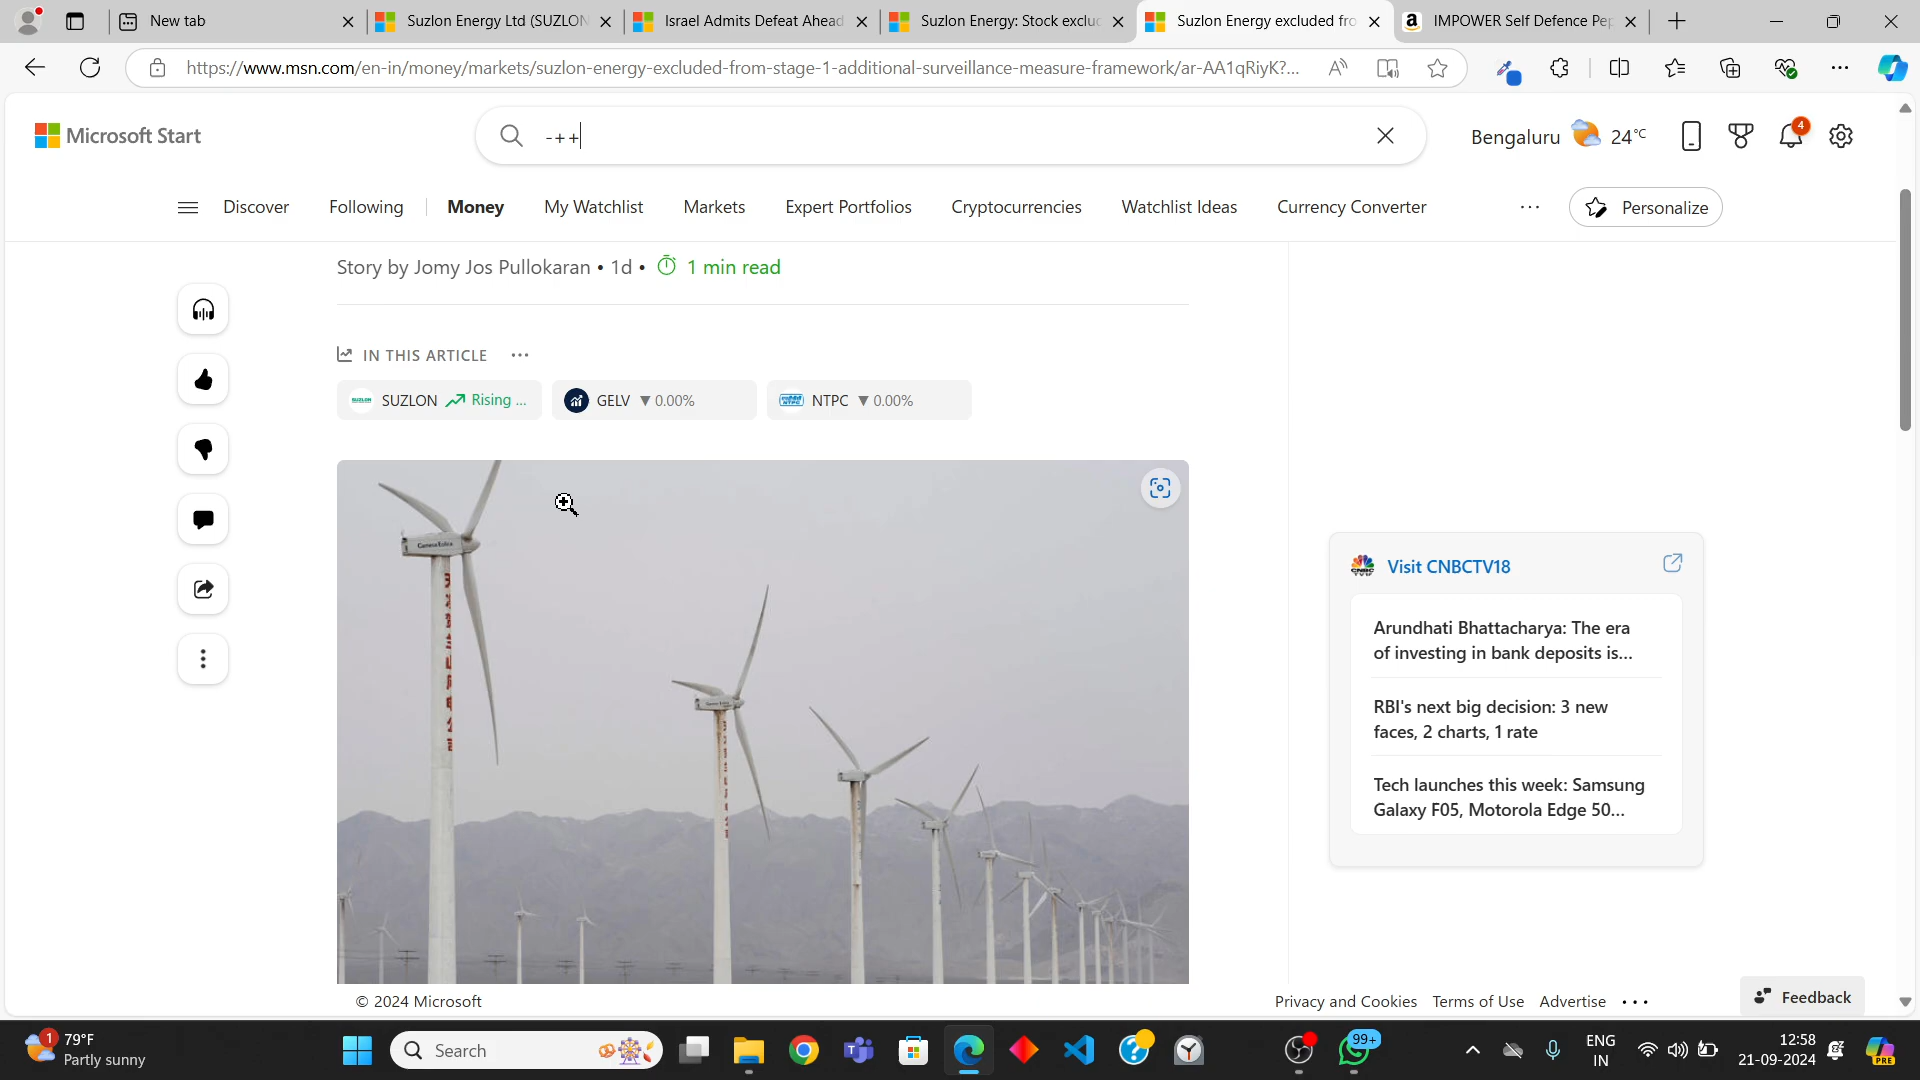 New tab
Suzlon Energy Ltd (SUZLON
Israel Admits Defeat Ahead
Suzlon Energy: Stock exclu
Suzlon Energy excluded fro
IMPOWER Self Defence Pep
https://www.msn.com/en-in/money/markets/suzlon-energy-excluded-from-stage-1-additional-surveillance-measure-framework/ar-AA1qRiyK?...
Microsoft Start
-++
Bengaluru 24°C
4
Discover
Following
Money
My Watchlist
Markets
Expert Portfolios
Cryptocurrencies
Watchlist Ideas
Currency Converter
Personalize
Story by Jomy Jos Pullokaran • 1d • 1 min read
IN THIS ARTICLE
SUZLON Rising ...
GELV ▼ 0.00%
NTPC ▼ 0.00%
Visit CNBCTV18
Arundhati Bhattacharya: The era
of investing in bank deposits is...
RBI's next big decision: 3 new
faces, 2 charts, 1 rate
Tech launches this week: Samsung
Galaxy F05, Motorola Edge 50...
© 2024 Microsoft
Privacy and Cookies
Terms of Use
Advertise
Feedback
1
79°F
Partly sunny
Search
99+
ENG
IN
12:58
21-09-2024
PRE